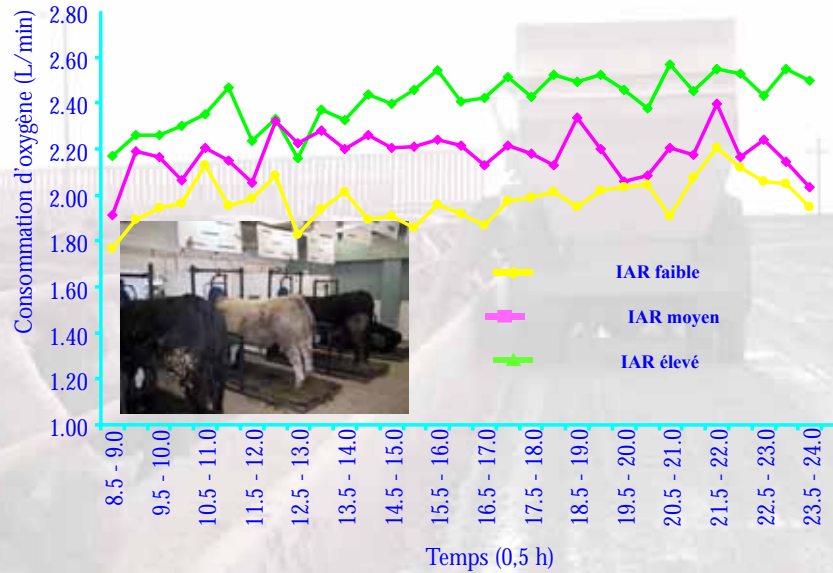 Consommation d'oxygène (L/min)
2.80
2.60
2.40
2.20
2.00
1.80
1.60
1.40
1.20
1.00
IAR faible
IAR moyen
IAR élevé
8.5 - 9.0
9.5 - 10.0
10.5 - 11.0
11.5 - 12.0
12.5 - 13.0
13.5 - 14.0
14.5 - 15.0
15.5 - 16.0
16.5 - 17.0
17.5 - 18.0
18.5 - 19.0
19.5 - 20.0
20.5 - 21.0
21.5 - 22.0
22.5 - 23.0
23.5 - 24.0
Temps (0,5 h)